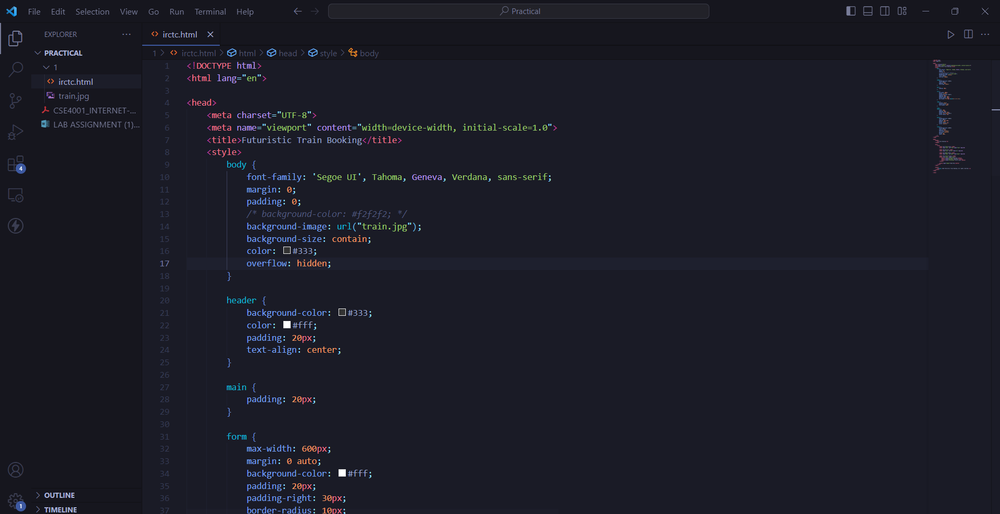 File Edit Selection View Go Run Terminal Help
Practical
EXPLORER
PRACTICAL
1
irctc.html
train.jpg
CSE4001_INTERNET-...
LAB ASSIGNMENT (1)...
4
1
OUTLINE
TIMELINE
irctc.html
1 > irctc.html > html > head > style > body
1 <!DOCTYPE html>
2 <html lang="en">
3
4 <head>
5 <meta charset="UTF-8">
6 <meta name="viewport" content="width=device-width, initial-scale=1.0">
7 <title>Futuristic Train Booking</title>
8 <style>
9 body {
10 font-family: 'Segoe UI', Tahoma, Geneva, Verdana, sans-serif;
11 margin: 0;
12 padding: 0;
13 /* background-color: #f2f2f2; */
14 background-image: url("train.jpg");
15 background-size: contain;
16 color: #333;
17 overflow: hidden;
18 }
19
20 header {
21 background-color: #333;
22 color: #fff;
23 padding: 20px;
24 text-align: center;
25 }
26
27 main {
28 padding: 20px;
29 }
30
31 form {
32 max-width: 600px;
33 margin: 0 auto;
34 background-color: #fff;
35 padding: 20px;
36 padding-right: 30px;
37 border-radius: 10px;